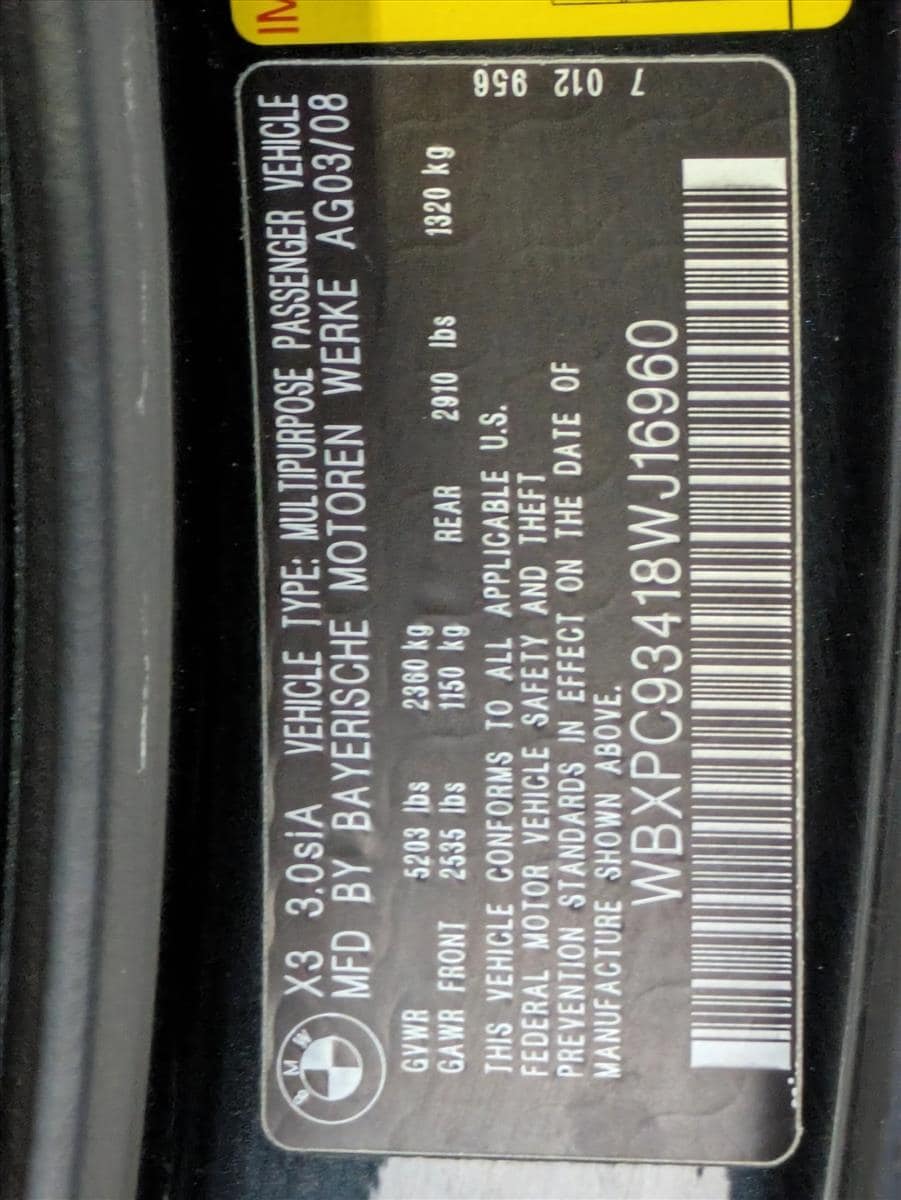 IM
BMW
X3 3.0siA VEHICLE TYPE: MULTIPURPOSE PASSENGER VEHICLE
MFD BY BAYERISCHE MOTOREN WERKE AG03/08
GVWR 5203 lbs 2360 kg
GAWR FRONT 2535 lbs 1150 kg REAR 2910 lbs 1320 kg
THIS VEHICLE CONFORMS TO ALL APPLICABLE U.S.
FEDERAL MOTOR VEHICLE SAFETY AND THEFT
PREVENTION STANDARDS IN EFFECT ON THE DATE OF
MANUFACTURE SHOWN ABOVE.
WBXPC93418WJ16960
7 012 956